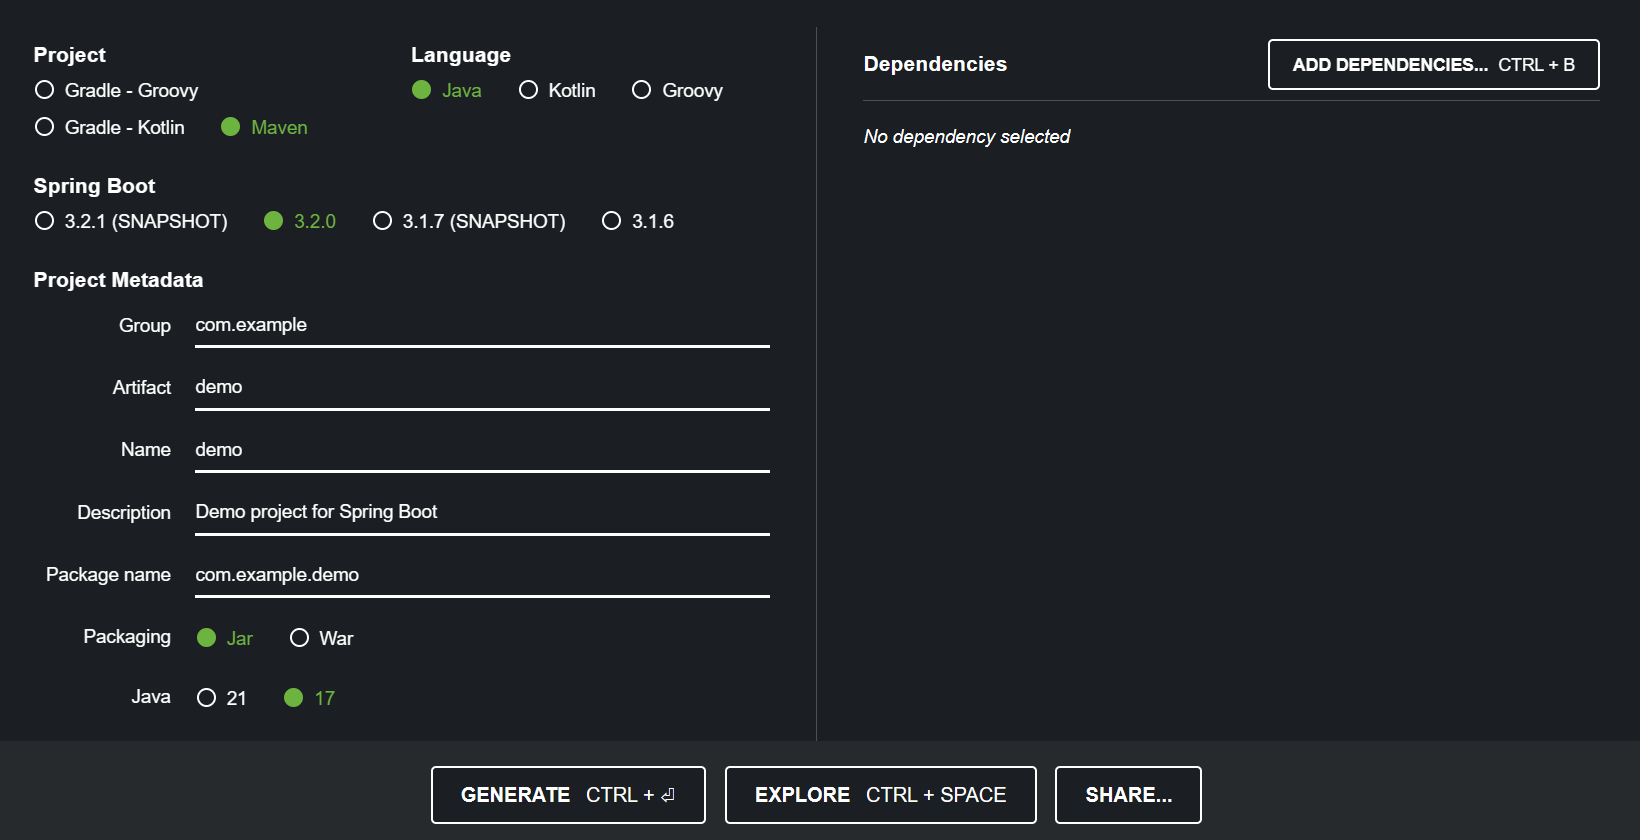 Project
Gradle - Groovy
Gradle - Kotlin Maven
Language
Java Kotlin Groovy
Spring Boot
3.2.1 (SNAPSHOT) 3.2.0 3.1.7 (SNAPSHOT) 3.1.6
Project Metadata
Group com.example
Artifact demo
Name demo
Description Demo project for Spring Boot
Package name com.example.demo
Packaging Jar War
Java 21 17
Dependencies
ADD DEPENDENCIES... CTRL + B
No dependency selected
GENERATE CTRL + ⏎
EXPLORE CTRL + SPACE
SHARE...